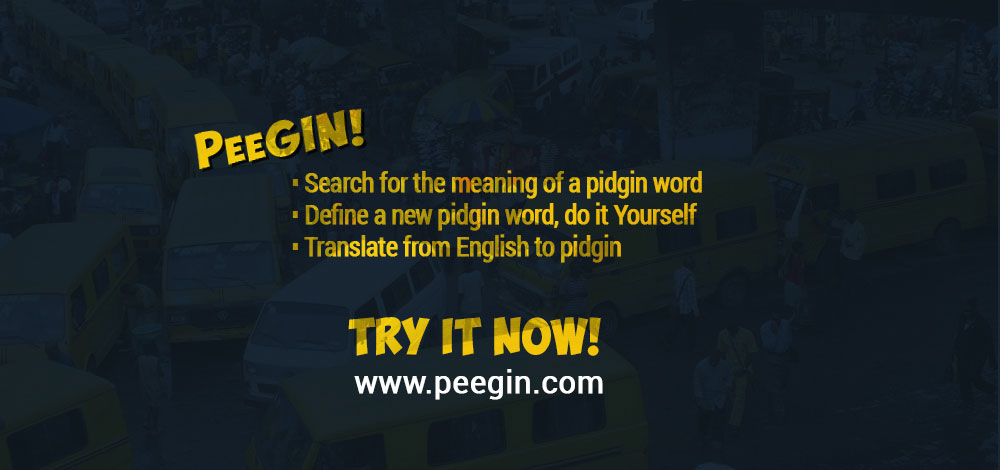 PEEGIN!
· Search for the meaning of a pidgin word
· Define a new pidgin word, do it Yourself
· Translate from English to pidgin
TRY IT NOW!
www.peegin.com